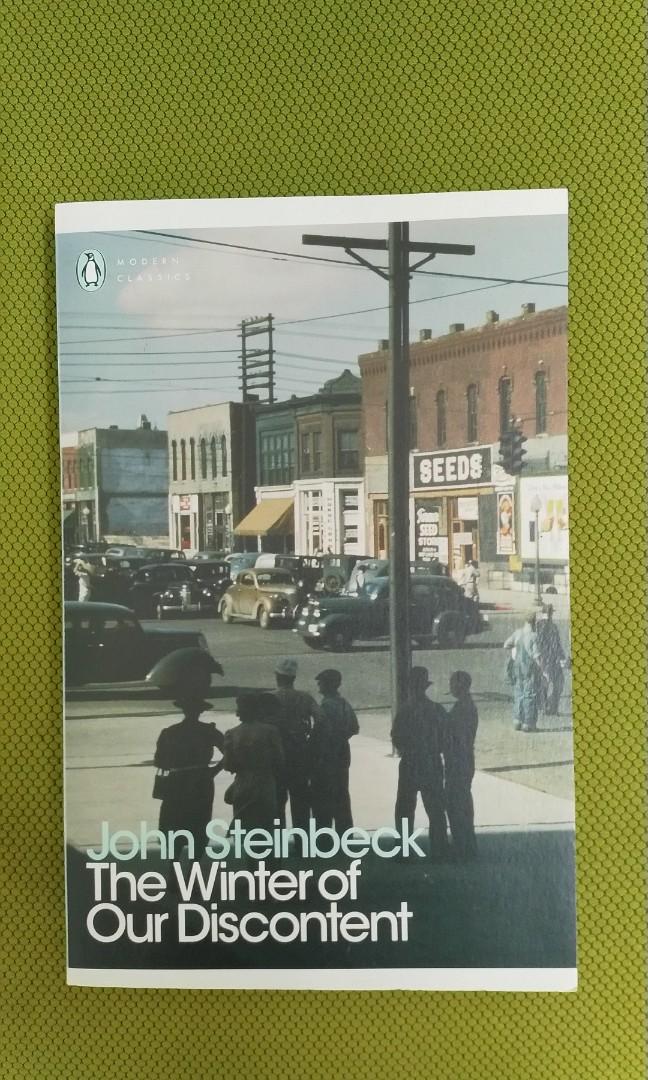 MODERN
CLASSICS
SEEDS
SEED
STORE
John Steinbeck
The Winter of
Our Discontent